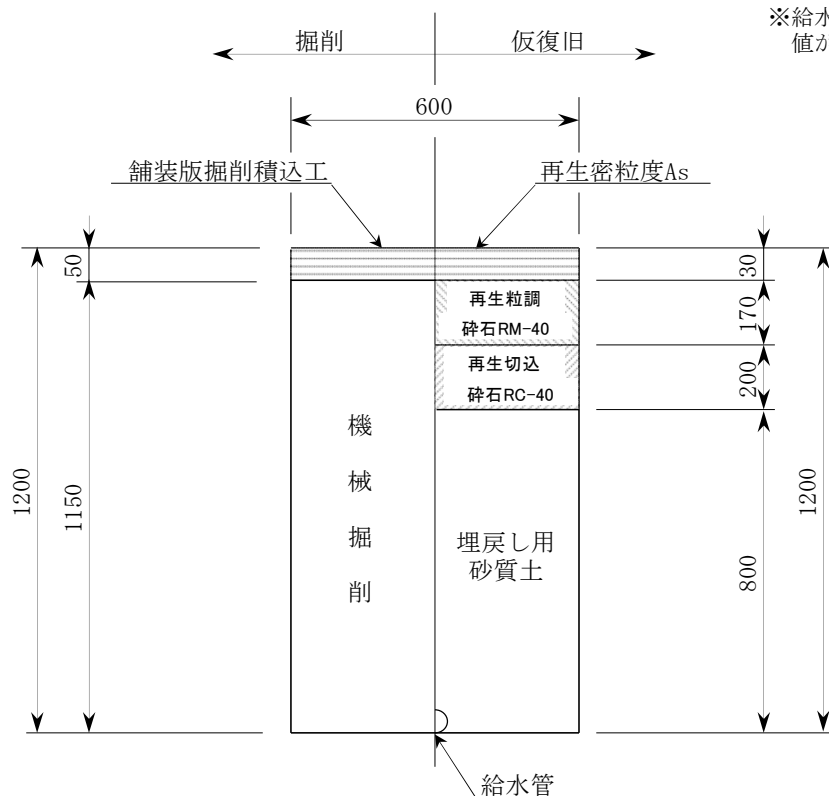 ※給水
値が
掘削
仮復旧
600
舗装版掘削積込工
再生密粒度As
50
30
再生粒調
砕石RM-40
170
再生切込
砕石RC-40
200
機械掘削
1200
1150
埋戻し用
砂質土
800
1200
給水管